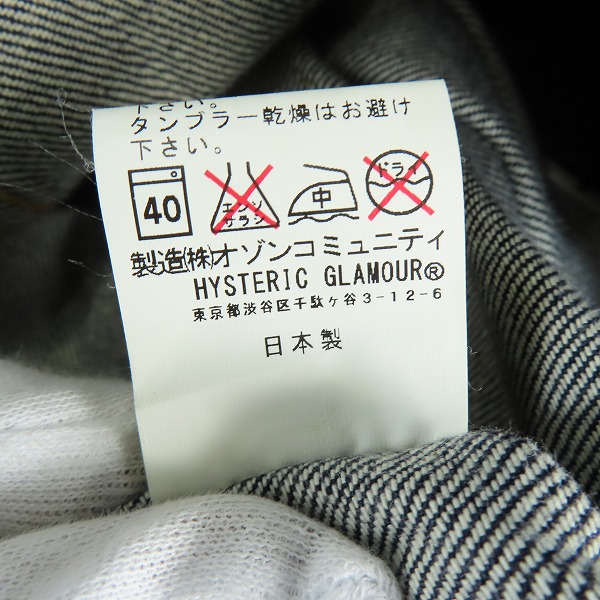 下さい。
タンブラー乾燥はお避け
下さい。
40 エンソサラシ 中 ドライ
製造(株)オゾンコミュニティ
HYSTERIC GLAMOUR®
東京都渋谷区千駄ヶ谷3-12-6
日本製